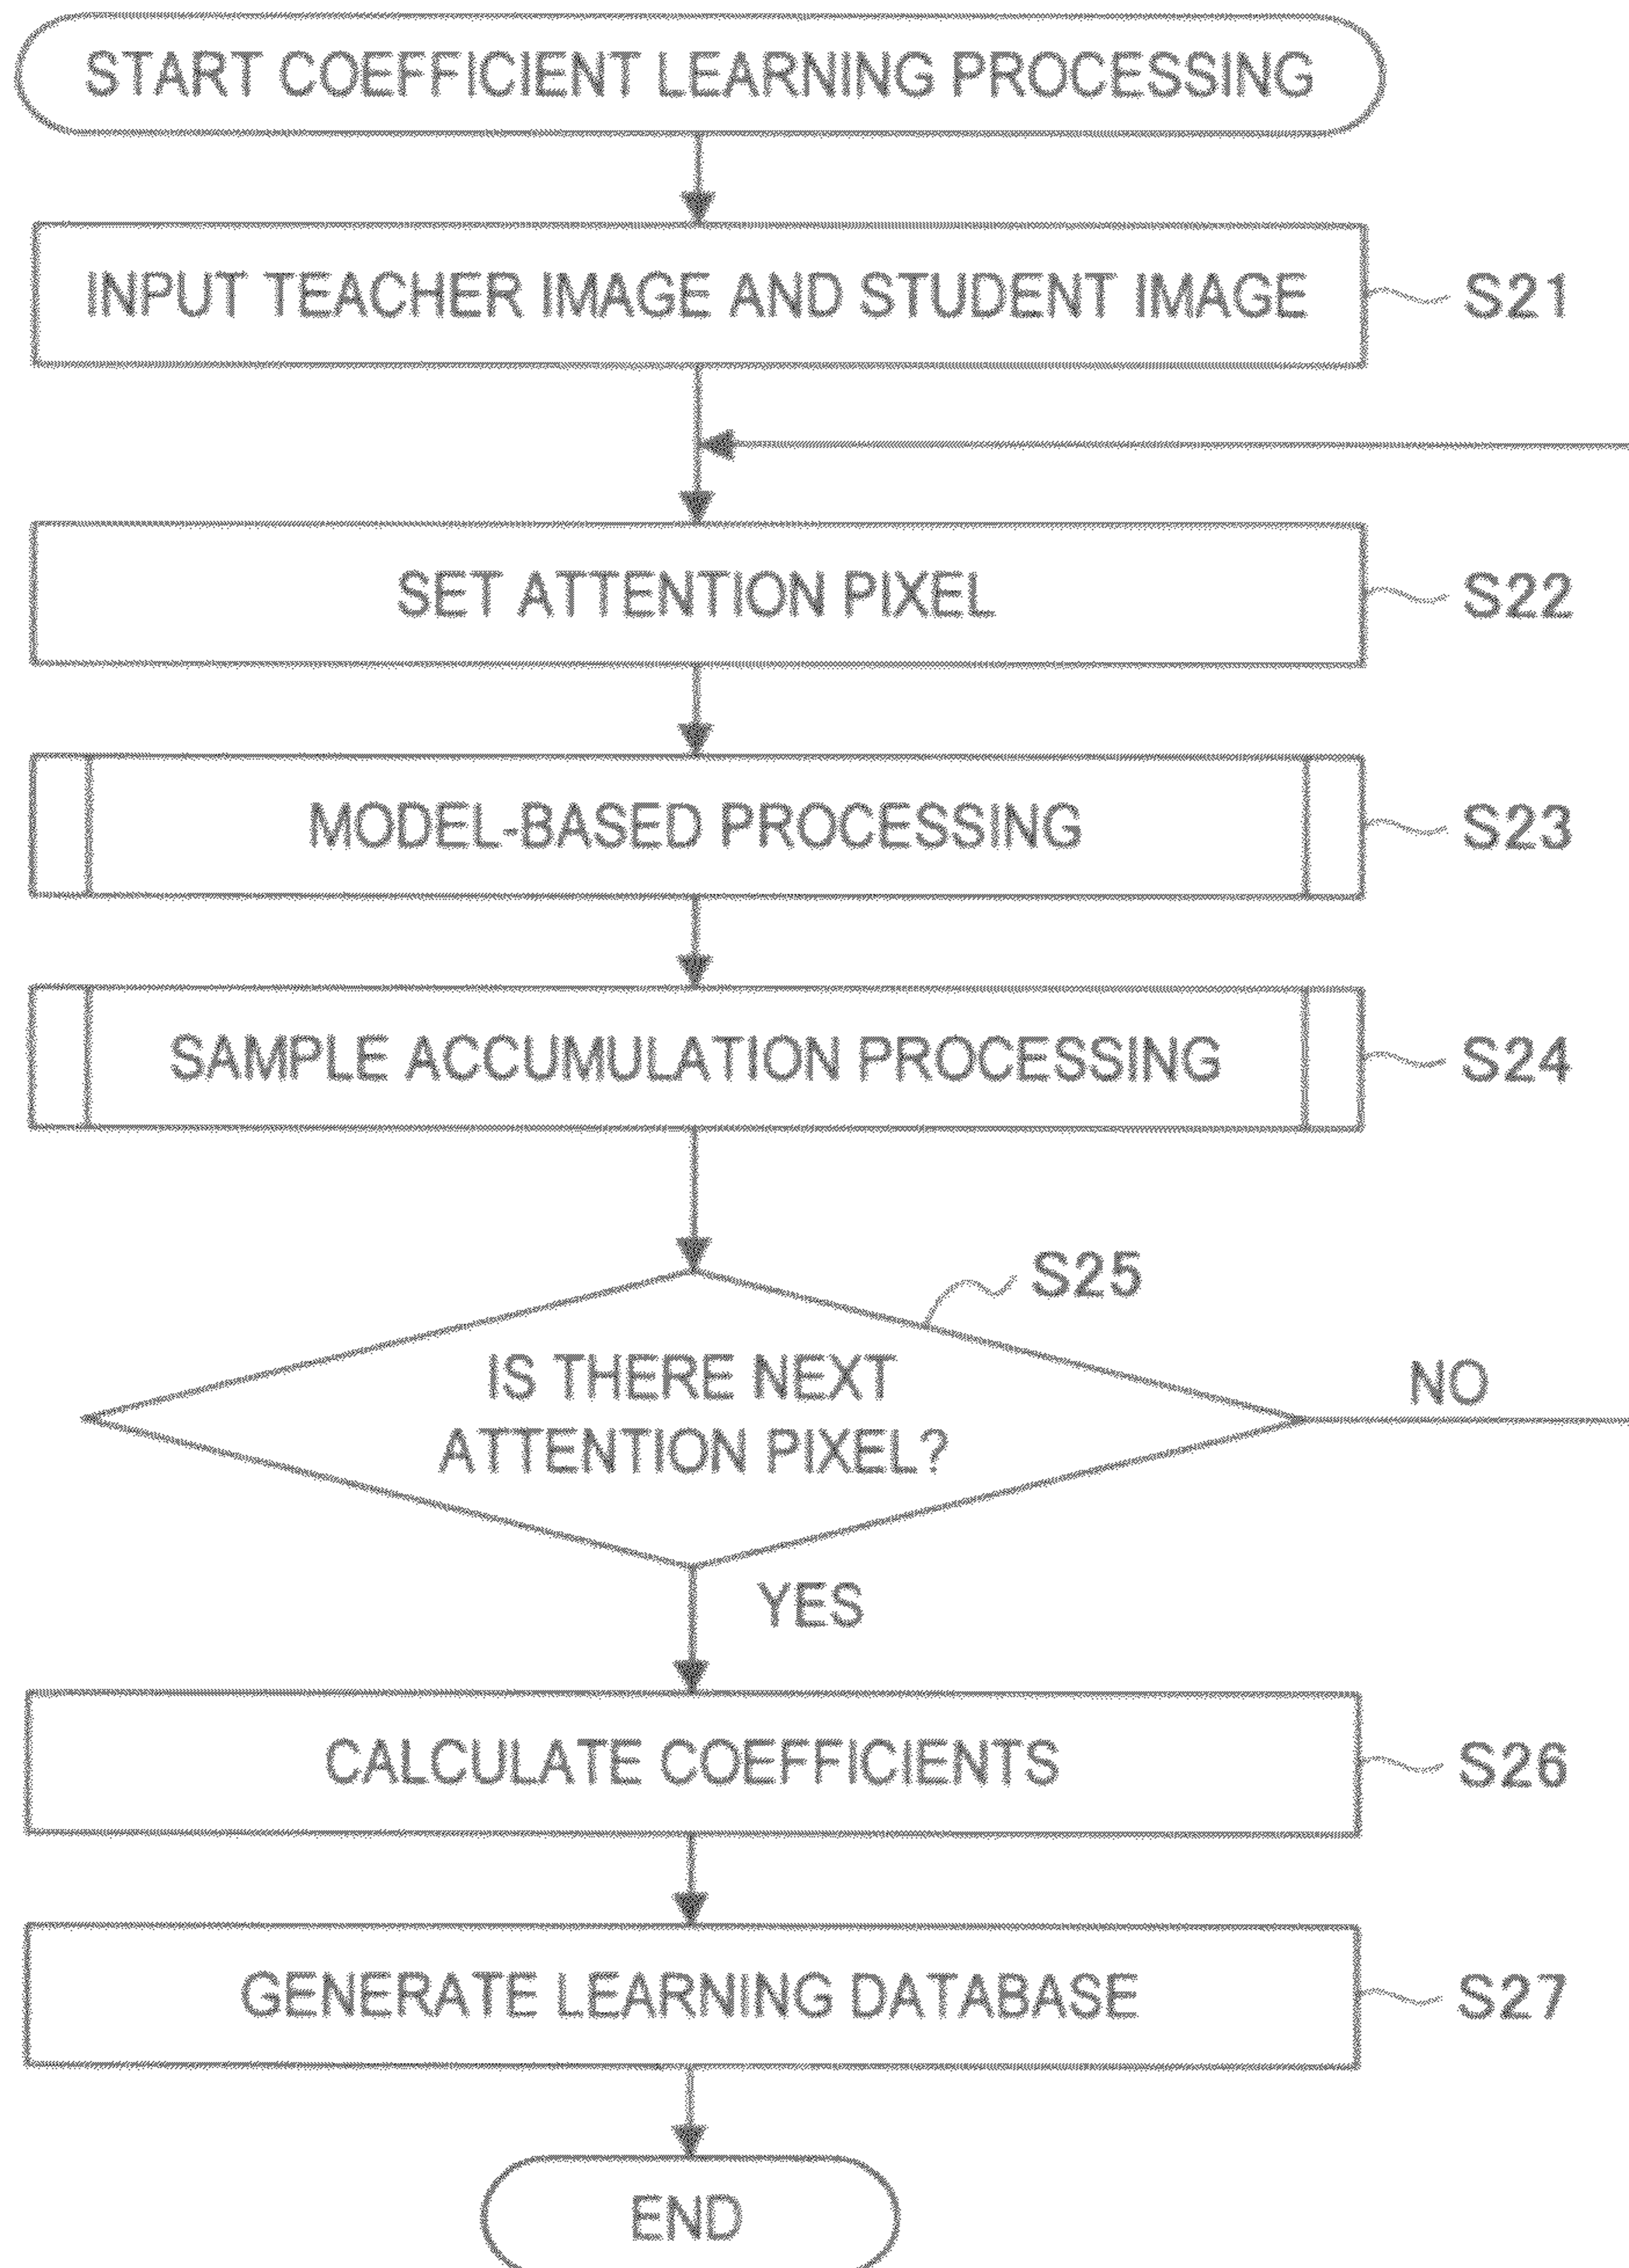 START COEFFICIENT LEARNING PROCESSING
INPUT TEACHER IMAGE AND STUDENT IMAGE
S21
SET ATTENTION PIXEL
S22
MODEL-BASED PROCESSING
S23
SAMPLE ACCUMULATION PROCESSING
S24
S25
IS THERE NEXT
ATTENTION PIXEL?
NO
YES
CALCULATE COEFFICIENTS
S26
GENERATE LEARNING DATABASE
S27
END